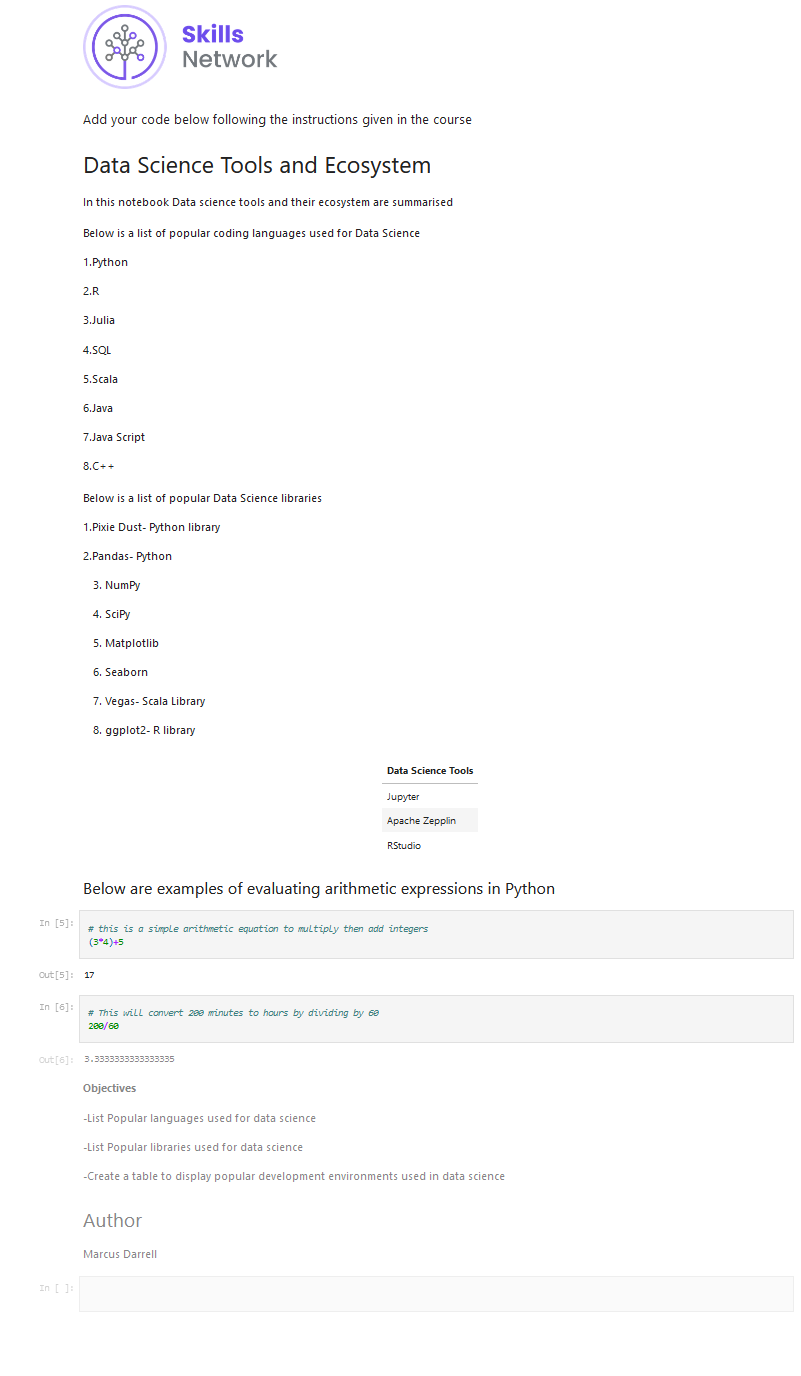 Skills
Network
Add your code below following the instructions given in the course
Data Science Tools and Ecosystem
In this notebook Data science tools and their ecosystem are summarised
Below is a list of popular coding languages used for Data Science
1.Python
2.R
3.Julia
4.SQL
5.Scala
6.Java
7.Java Script
8.C++
Below is a list of popular Data Science libraries
1.Pixie Dust- Python library
2.Pandas- Python
3. NumPy
4. SciPy
5. Matplotlib
6. Seaborn
7. Vegas- Scala Library
8. ggplot2- R library
Data Science Tools
Jupyter
Apache Zepplin
RStudio
Below are examples of evaluating arithmetic expressions in Python
In [5]: # this is a simple arithmetic equation to multiply then add integers
(3*4)+5
Out[5]: 17
In [6]: # This will convert 200 minutes to hours by dividing by 60
200/60
Out[6]: 3.3333333333333335
Objectives
-List Popular languages used for data science
-List Popular libraries used for data science
-Create a table to display popular development environments used in data science
Author
Marcus Darrell
In [ ]: